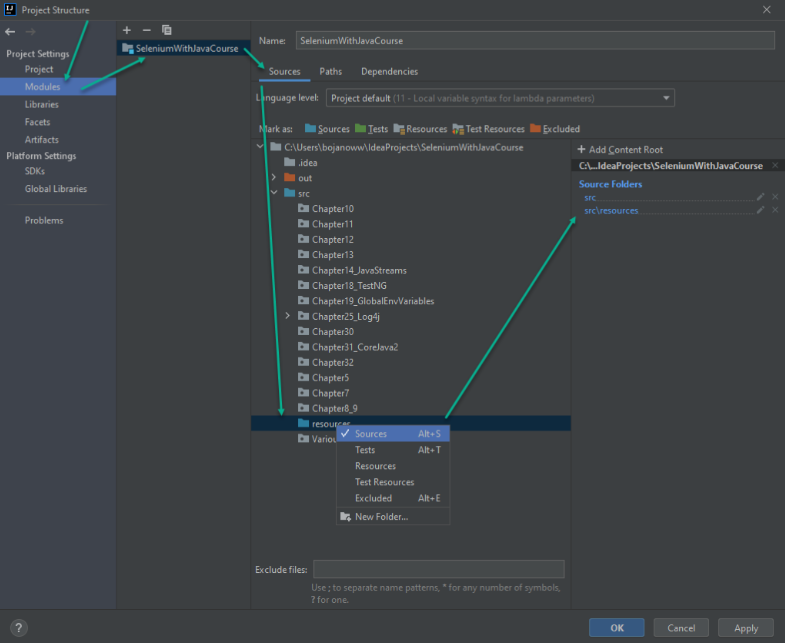 Project Structure
Project Settings
Project
Modules
Libraries
Facets
Artifacts
Platform Settings
SDKs
Global Libraries
Problems
SeleniumWithJavaCourse
Name: SeleniumWithJavaCourse
Sources Paths Dependencies
Language level: Project default (11 - Local variable syntax for lambda parameters)
Mark as: Sources Tests Resources Test Resources Excluded
C:\Users\bojanoww\IdeaProjects\SeleniumWithJavaCourse
.idea
out
src
Chapter10
Chapter11
Chapter12
Chapter13
Chapter14_JavaStreams
Chapter18_TestNG
Chapter19_GlobalEnvVariables
Chapter25_Log4j
Chapter30
Chapter31_CoreJava2
Chapter32
Chapter5
Chapter7
Chapter8_9
resources
Variou
Sources Alt+S
Tests Alt+T
Resources
Test Resources
Excluded Alt+E
New Folder...
Exclude files:
Use ; to separate name patterns, * for any number of symbols,
? for one.
+ Add Content Root
C:\...IdeaProjects\SeleniumWithJavaCourse
Source Folders
src
src\resources
? OK Cancel Apply